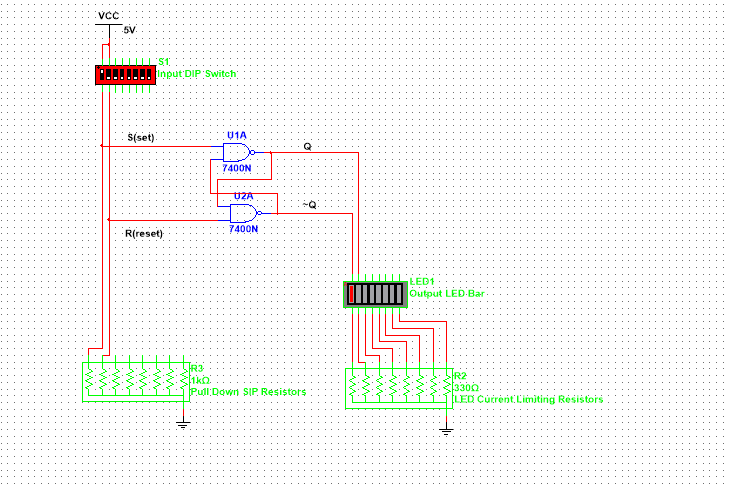 VCC
5V
S1
Input DIP Switch
S(set)
U1A
7400N
Q
U2A
7400N
~Q
R(reset)
LED1
Output LED Bar
R3
1kΩ
Pull Down SIP Resistors
R2
330Ω
LED Current Limiting Resistors